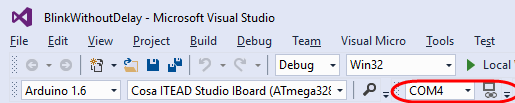 BlinkWithoutDelay - Microsoft Visual Studio
File Edit View Project Build Debug Team Visual Micro Tools Test
Debug Win32 Local
Arduino 1.6 Cosa ITEAD Studio IBoard (ATmega328 COM4